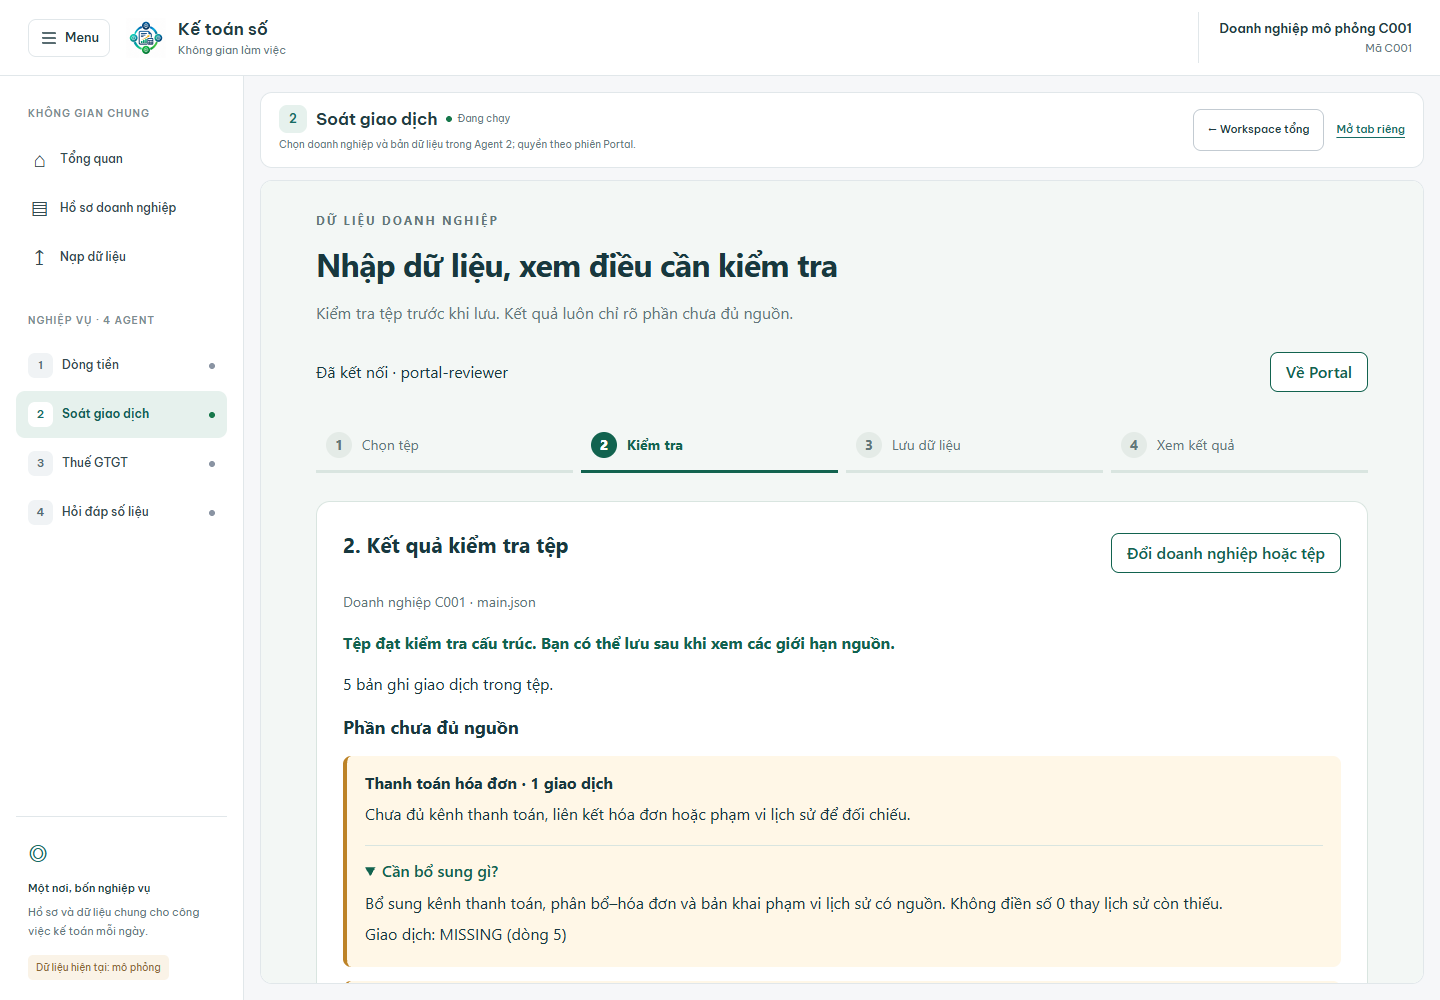 Menu
Kế toán số
Không gian làm việc
Doanh nghiệp mô phỏng C001
Mã C001
KHÔNG GIAN CHUNG
Tổng quan
Hồ sơ doanh nghiệp
Nạp dữ liệu
NGHIỆP VỤ · 4 AGENT
1 Dòng tiền
2 Soát giao dịch
3 Thuế GTGT
4 Hỏi đáp số liệu
Một nơi, bốn nghiệp vụ
Hồ sơ và dữ liệu chung cho công
việc kế toán mỗi ngày.
Dữ liệu hiện tại: mô phỏng
2 Soát giao dịch Đang chạy
Chọn doanh nghiệp và bản dữ liệu trong Agent 2; quyền theo phiên Portal.
← Workspace tổng
Mở tab riêng
DỮ LIỆU DOANH NGHIỆP
Nhập dữ liệu, xem điều cần kiểm tra
Kiểm tra tệp trước khi lưu. Kết quả luôn chỉ rõ phần chưa đủ nguồn.
Đã kết nối · portal-reviewer
Về Portal
1 Chọn tệp
2 Kiểm tra
3 Lưu dữ liệu
4 Xem kết quả
2. Kết quả kiểm tra tệp
Đổi doanh nghiệp hoặc tệp
Doanh nghiệp C001 · main.json
Tệp đạt kiểm tra cấu trúc. Bạn có thể lưu sau khi xem các giới hạn nguồn.
5 bản ghi giao dịch trong tệp.
Phần chưa đủ nguồn
Thanh toán hóa đơn · 1 giao dịch
Chưa đủ kênh thanh toán, liên kết hóa đơn hoặc phạm vi lịch sử để đối chiếu.
▼ Cần bổ sung gì?
Bổ sung kênh thanh toán, phân bổ–hóa đơn và bản khai phạm vi lịch sử có nguồn. Không điền số 0 thay lịch sử còn thiếu.
Giao dịch: MISSING (dòng 5)